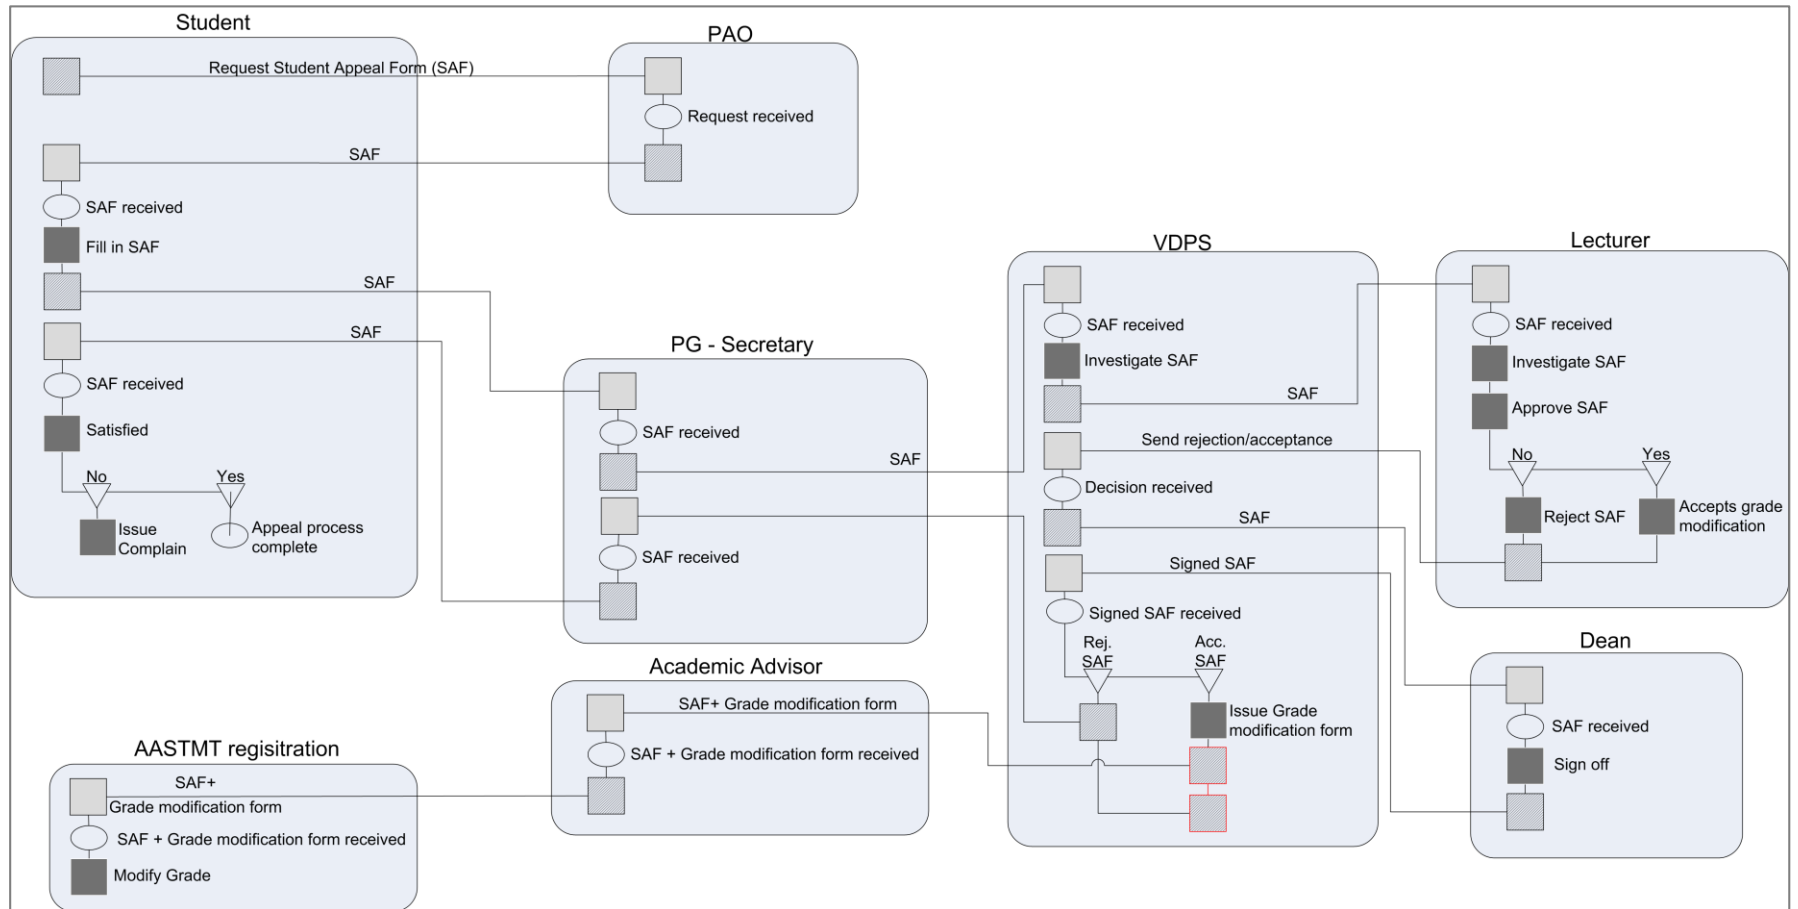 Student
PAO
Request Student Appeal Form (SAF)
Request received
SAF
SAF received
Fill in SAF
SAF
SAF
SAF received
Satisfied
No
Yes
Issue
Complain
Appeal process
complete
PG - Secretary
SAF received
SAF
SAF received
VDPS
SAF received
Investigate SAF
SAF
Send rejection/acceptance
Decision received
SAF
Signed SAF
Signed SAF received
Rej.
SAF
Acc.
SAF
Issue Grade
modification form
Lecturer
SAF received
Investigate SAF
Approve SAF
No
Yes
Reject SAF
Accepts grade
modification
Dean
SAF received
Sign off
Academic Advisor
SAF+ Grade modification form
SAF + Grade modification form received
AASTMT regisitration
SAF+
Grade modification form
SAF + Grade modification form received
Modify Grade